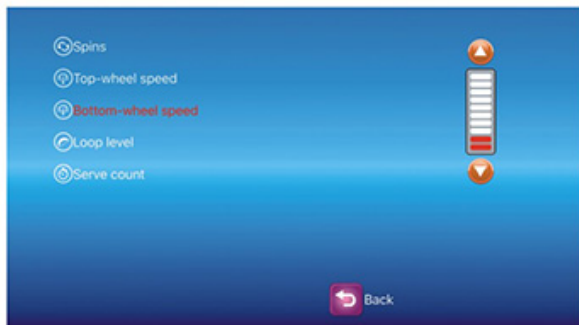 Spins
Top-wheel speed
Bottom-wheel speed
Loop level
Serve count
Back